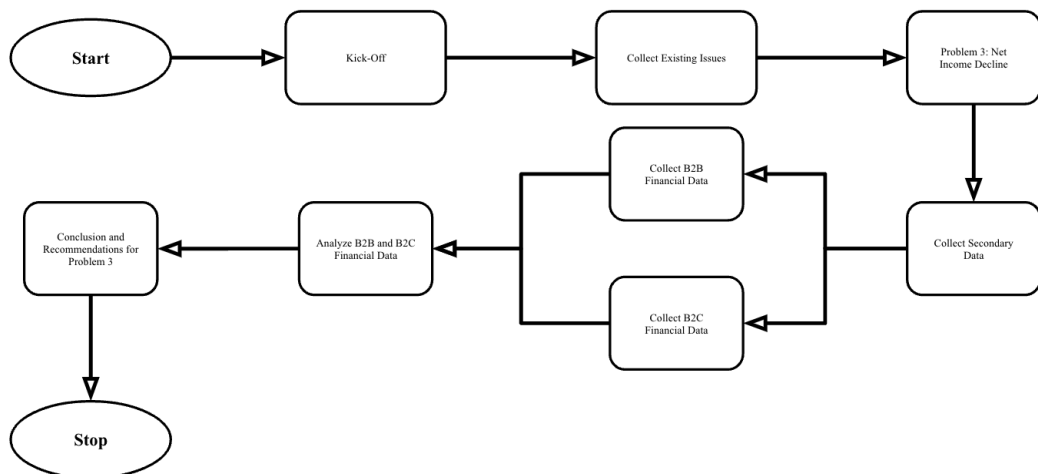 Start
Kick-Off
Collect Existing Issues
Problem 3: Net
Income Decline
Collect Secondary
Data
Collect B2B
Financial Data
Collect B2C
Financial Data
Analyze B2B and B2C
Financial Data
Conclusion and
Recommendations for
Problem 3
Stop